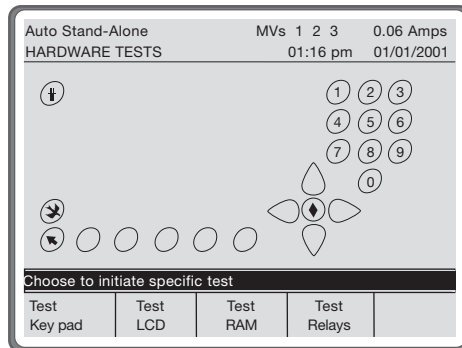 Auto Stand-Alone MVs 1 2 3 0.06 Amps
HARDWARE TESTS 01:16 pm 01/01/2001
1 2 3
4 5 6
7 8 9
0
Choose to initiate specific test
Test Test Test Test
Key pad LCD RAM Relays